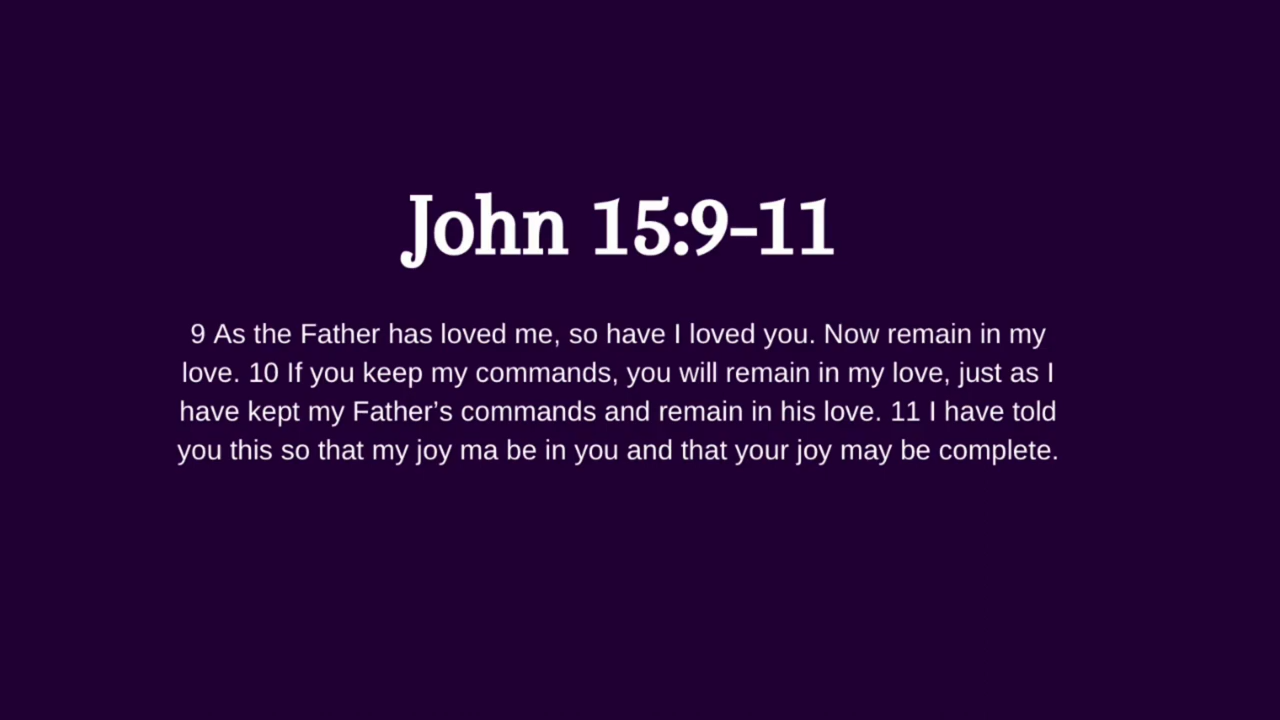 John 15:9-11
9 As the Father has loved me, so have I loved you. Now remain in my
love. 10 If you keep my commands, you will remain in my love, just as I
have kept my Father’s commands and remain in his love. 11 I have told
you this so that my joy ma be in you and that your joy may be complete.